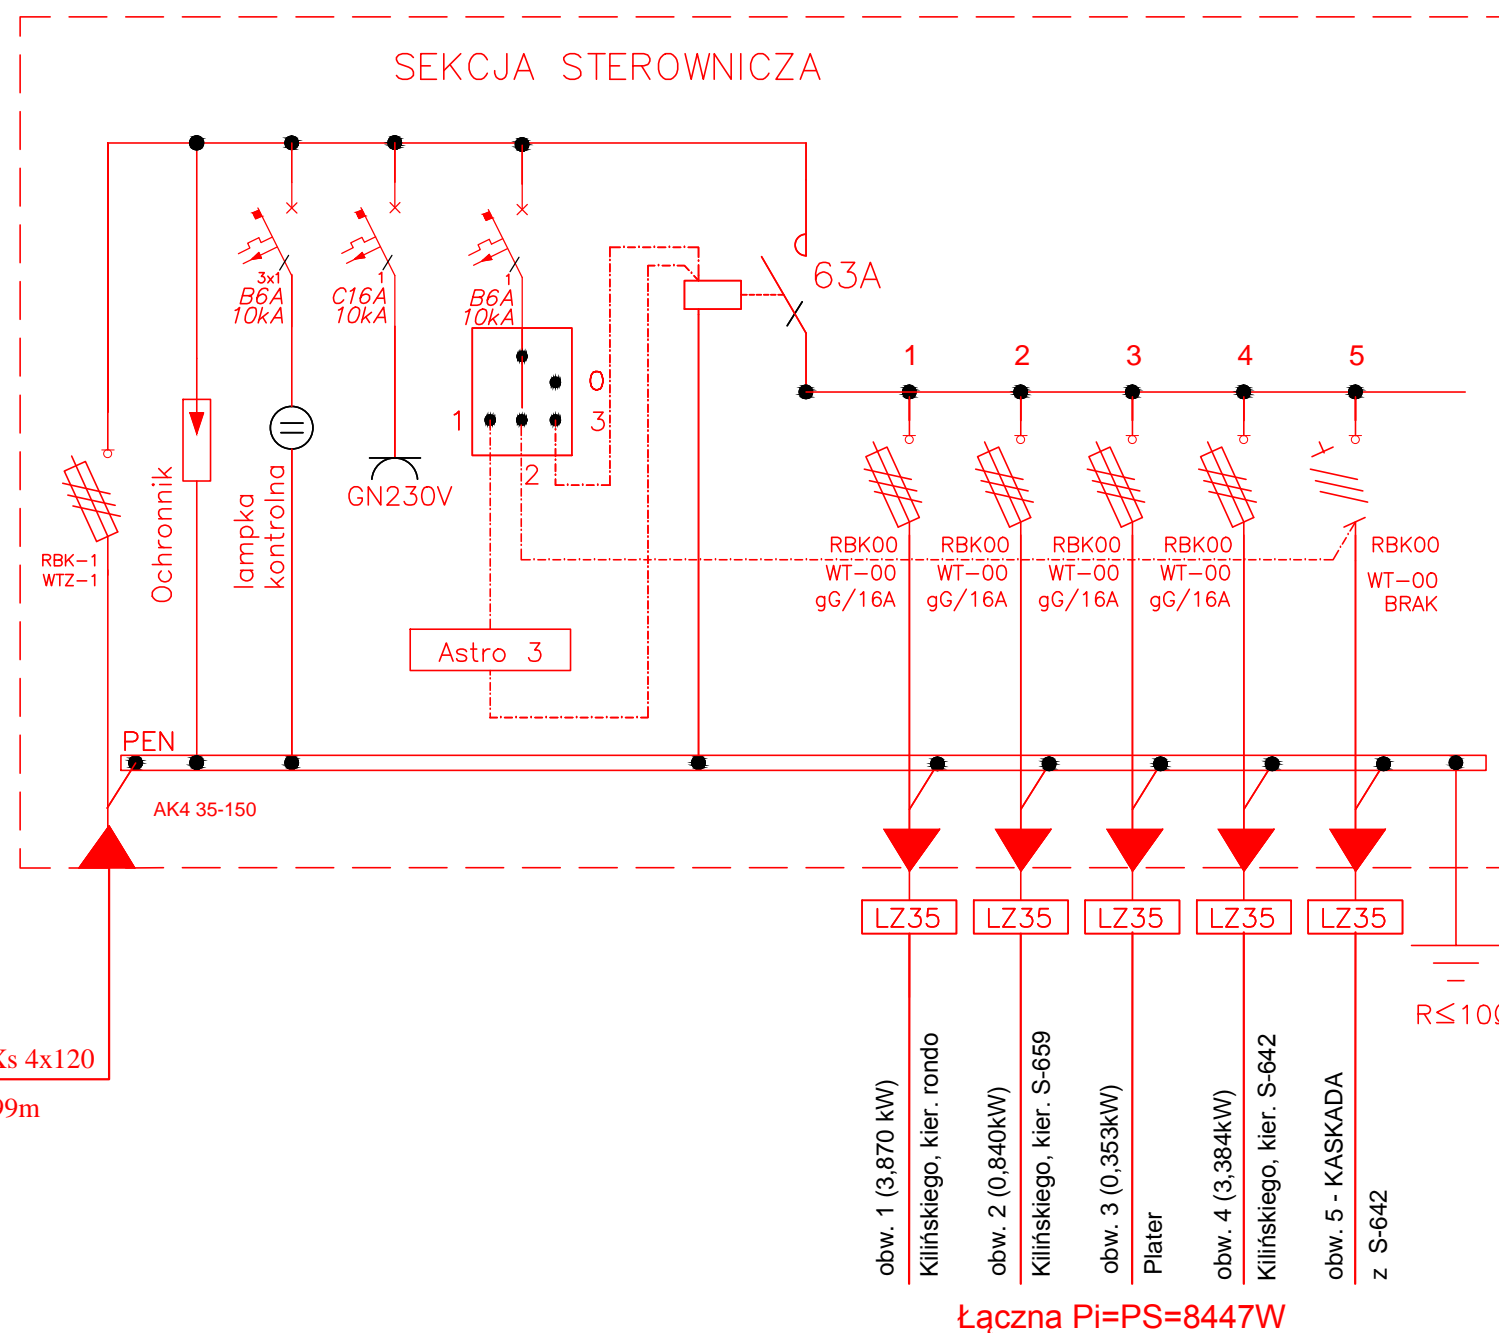 SEKCJA STEROWNICZA
3x1
B6A
10kA
1
C16A
10kA
1
B6A
10kA
63A
0
1
3
2
1
2
3
4
5
GN230V
Ochronnik
lampka
kontrolna
RBK-1
WTZ-1
Astro 3
RBK00
WT-00
gG/16A
RBK00
WT-00
gG/16A
RBK00
WT-00
gG/16A
RBK00
WT-00
gG/16A
RBK00
WT-00
BRAK
PEN
AK4 35-150
LZ35
LZ35
LZ35
LZ35
LZ35
R≤10
Ks 4x120
99m
obw. 1 (3,870 kW)
Kilińskiego, kier. rondo
obw. 2 (0,840kW)
Kilińskiego, kier. S-659
obw. 3 (0,353kW)
Plater
obw. 4 (3,384kW)
Kilińskiego, kier. S-642
obw. 5 - KASKADA
z S-642
Łączna Pi=PS=8447W